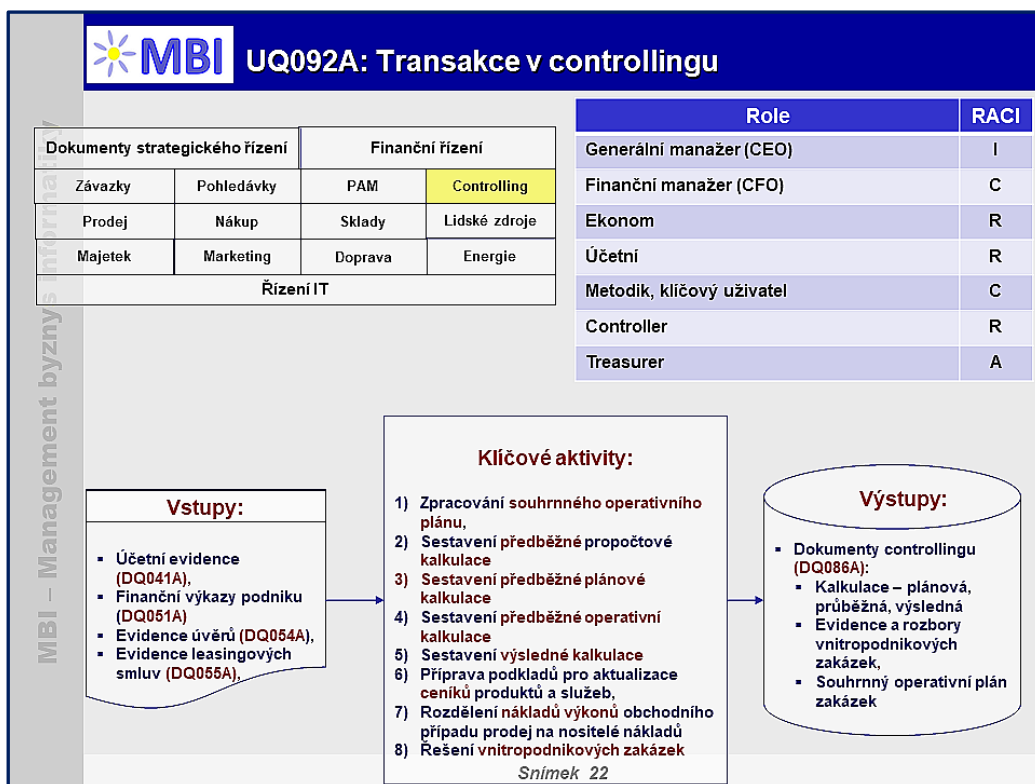 MBI
UQ092A: Transakce v controllingu
MBI – Management byznys informatiky
Dokumenty strategického řízení
Finanční řízení
Závazky
Pohledávky
PAM
Controlling
Prodej
Nákup
Sklady
Lidské zdroje
Majetek
Marketing
Doprava
Energie
Řízení IT
Role
RACI
Generální manažer (CEO)
I
Finanční manažer (CFO)
C
Ekonom
R
Účetní
R
Metodik, klíčový uživatel
C
Controller
R
Treasurer
A
Vstupy:
▪ Účetní evidence
(DQ041A),
▪ Finanční výkazy podniku
(DQ051A)
▪ Evidence úvěrů (DQ054A),
▪ Evidence leasingových
smluv (DQ055A),
Klíčové aktivity:
1) Zpracování souhrnného operativního
plánu,
2) Sestavení předběžné propočtové
kalkulace
3) Sestavení předběžné plánové
kalkulace
4) Sestavení předběžné operativní
kalkulace
5) Sestavení výsledné kalkulace
6) Příprava podkladů pro aktualizace
ceníků produktů a služeb,
7) Rozdělení nákladů výkonů obchodního
případu prodej na nositelé nákladů
8) Řešení vnitropodnikových zakázek
Výstupy:
▪ Dokumenty controllingu
(DQ086A):
▪ Kalkulace – plánová,
průběžná, výsledná
▪ Evidence a rozbory
vnitropodnikových
zakázek,
▪ Souhrnný operativní plán
zakázek
Snímek 22